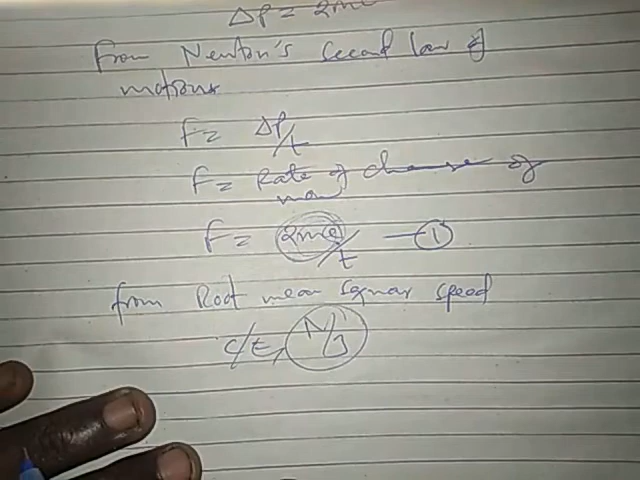 ΔP = 2mc
from Newton's second law of
motions
F = ΔP/t
F = Rate of change of
F = 2mc/t — ①
from Root mean square speed
c/t, N/3